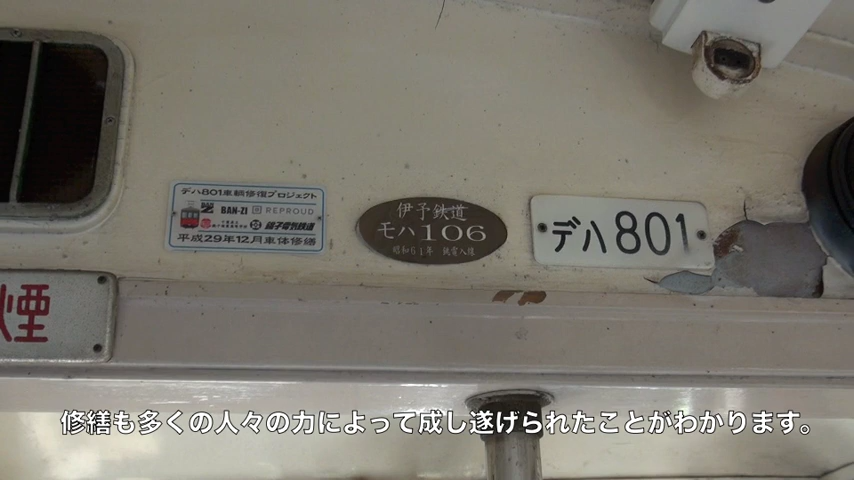 デハ801車輌修復プロジェクト
BAN-ZI
REPROUD
銚子電気鉄道
平成29年12月車体修繕
伊予鉄道
モハ106
昭和61年 銚電入線
デハ801
煙
修繕も多くの人々の力によって成し遂げられたことがわかります。